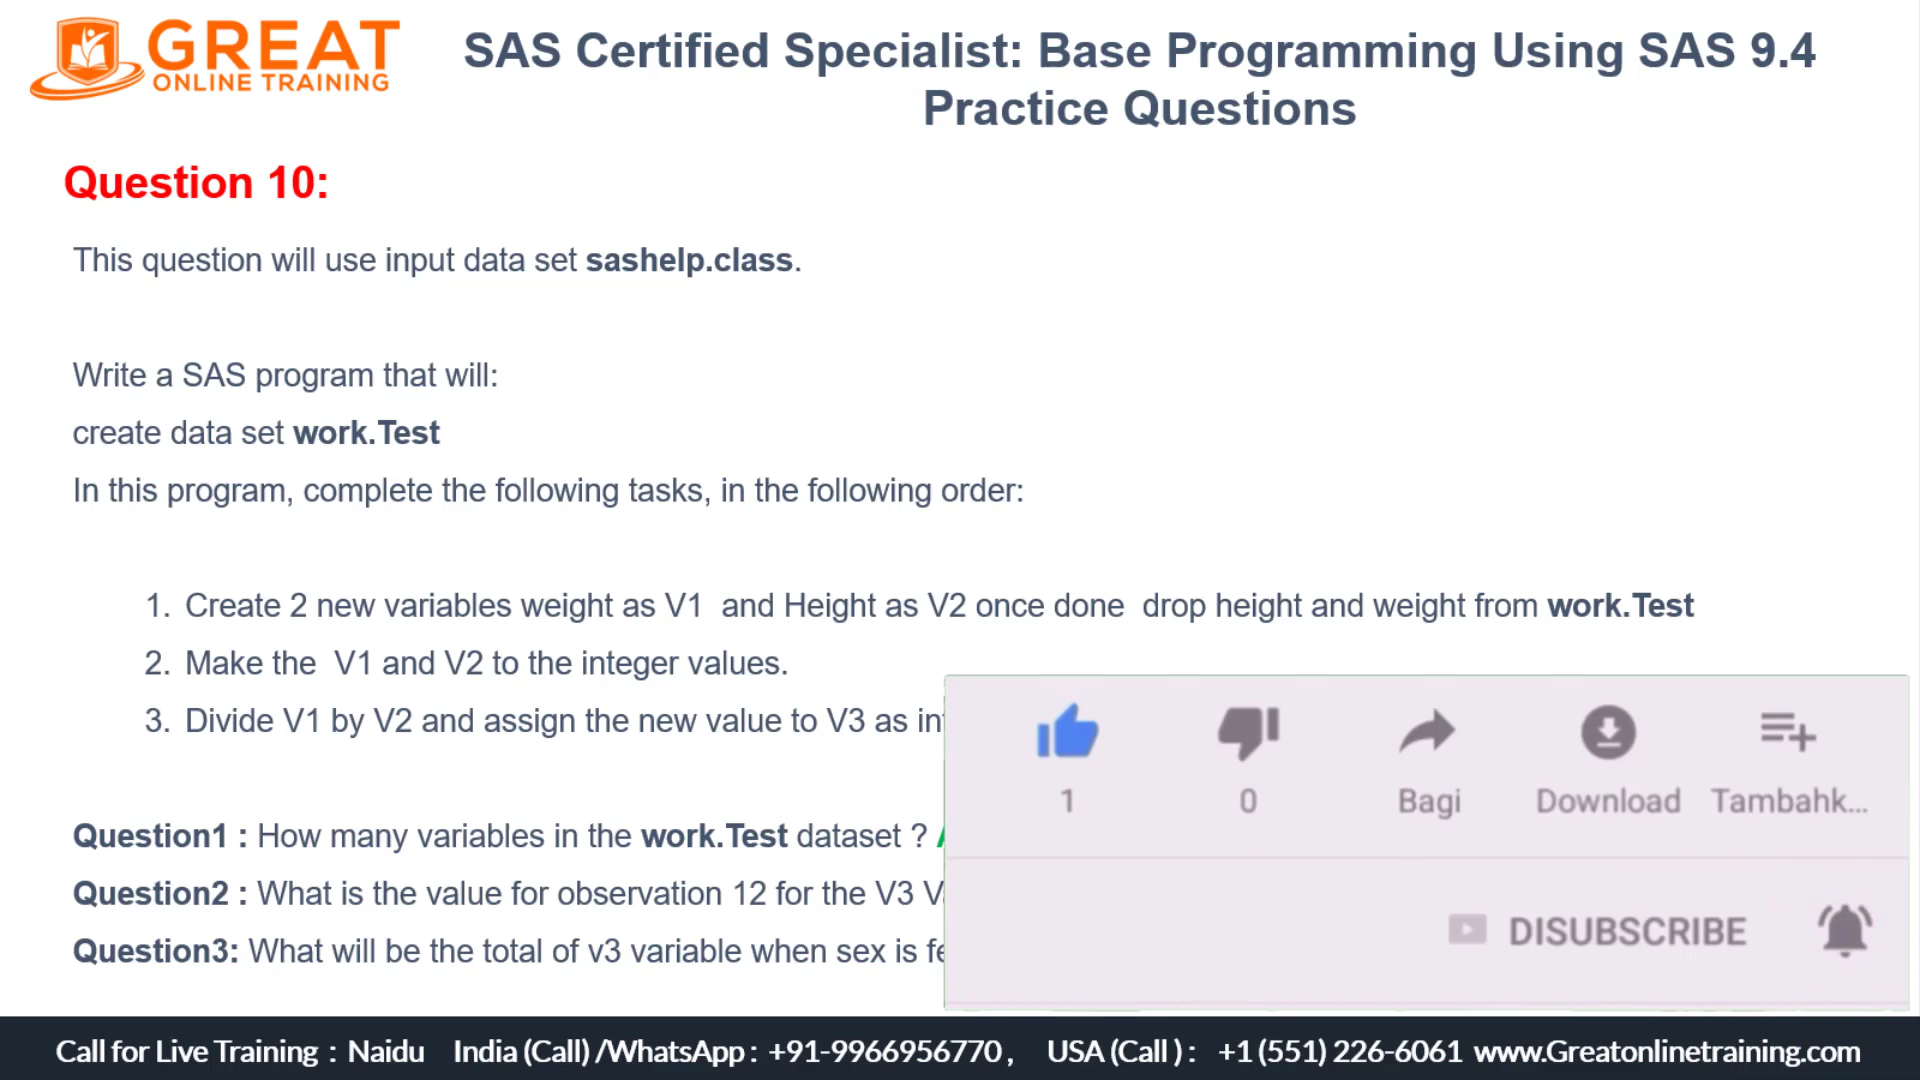 GREAT
ONLINE TRAINING
SAS Certified Specialist: Base Programming Using SAS 9.4
Practice Questions
Question 10:
This question will use input data set sashelp.class.
Write a SAS program that will:
create data set work.Test
In this program, complete the following tasks, in the following order:
1. Create 2 new variables weight as V1 and Height as V2 once done drop height and weight from work.Test
2. Make the V1 and V2 to the integer values.
3. Divide V1 by V2 and assign the new value to V3 as
Question1 : How many variables in the work.Test dataset ?
Question2 : What is the value for observation 12 for the V3
Question3: What will be the total of v3 variable when sex is
1
0
Bagi
Download
Tambahk...
DISUBSCRIBE
Call for Live Training : Naidu India (Call) /WhatsApp : +91-9966956770 , USA (Call ) : +1 (551) 226-6061 www.Greatonlinetraining.com